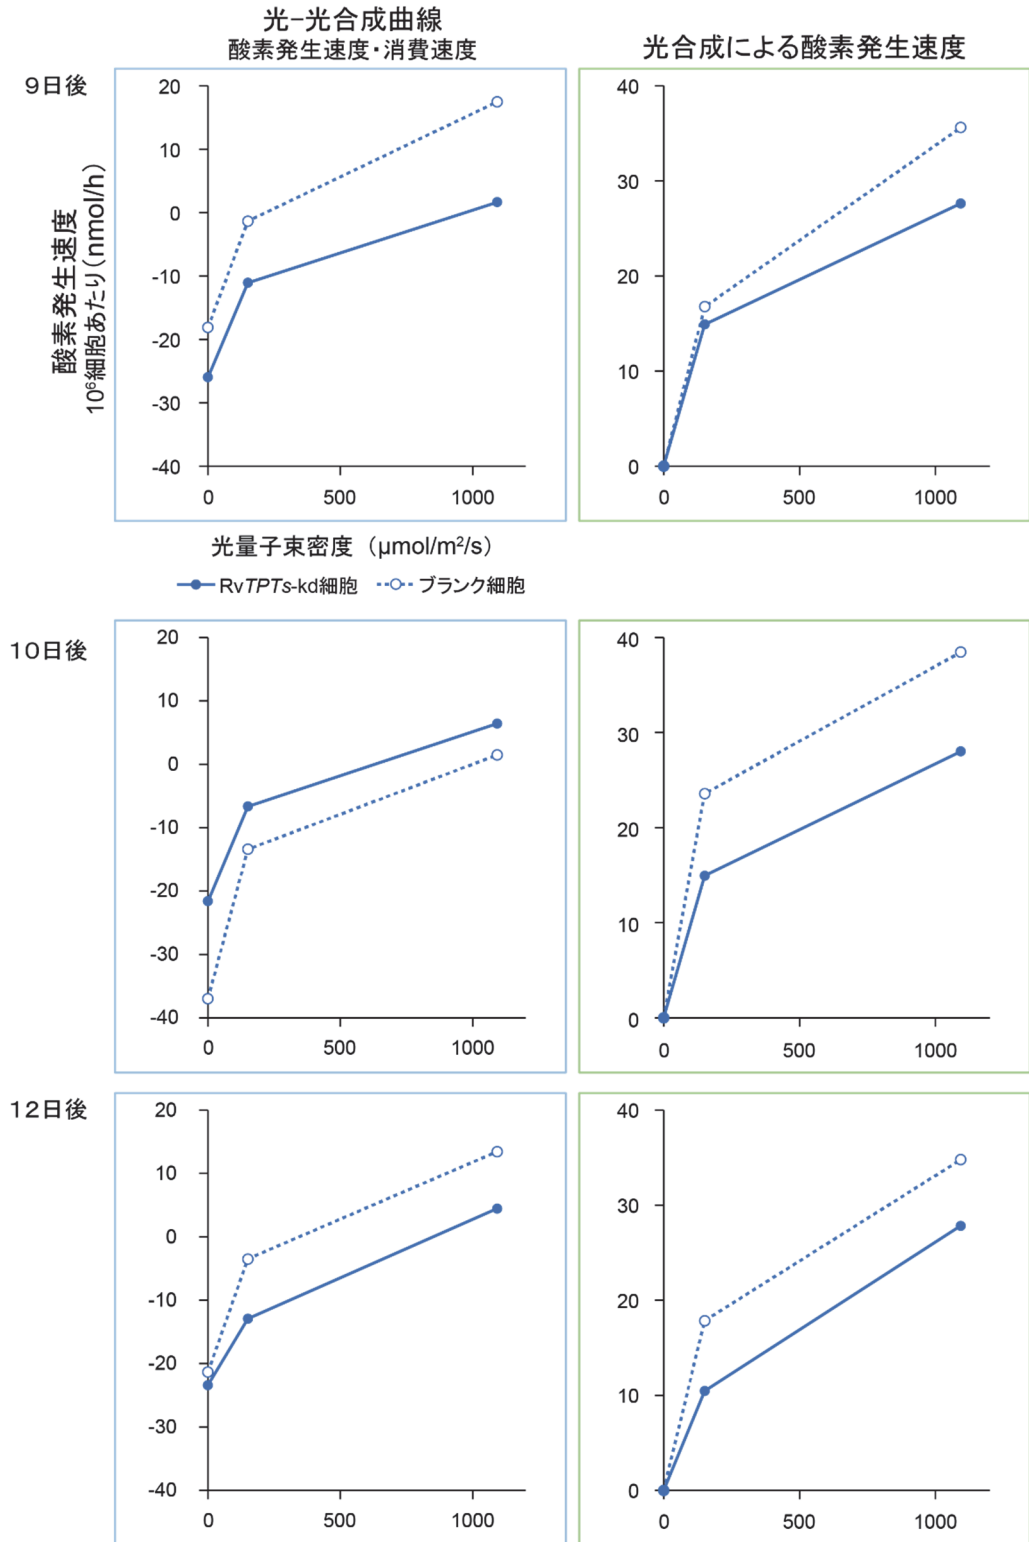 光-光合成曲線
酸素発生速度・消費速度
光合成による酸素発生速度
9日後
酸素発生速度
10⁶細胞あたり(nmol/h)
20
10
0
-10
-20
-30
-40
0 500 1000
40
30
20
10
0
0 500 1000
光量子束密度 (μmol/m²/s)
RvTPTs-kd細胞 ブランク細胞
10日後
20
10
0
-10
-20
-30
-40
0 500 1000
40
30
20
10
0
0 500 1000
12日後
20
10
0
-10
-20
-30
-40
0 500 1000
40
30
20
10
0
0 500 1000